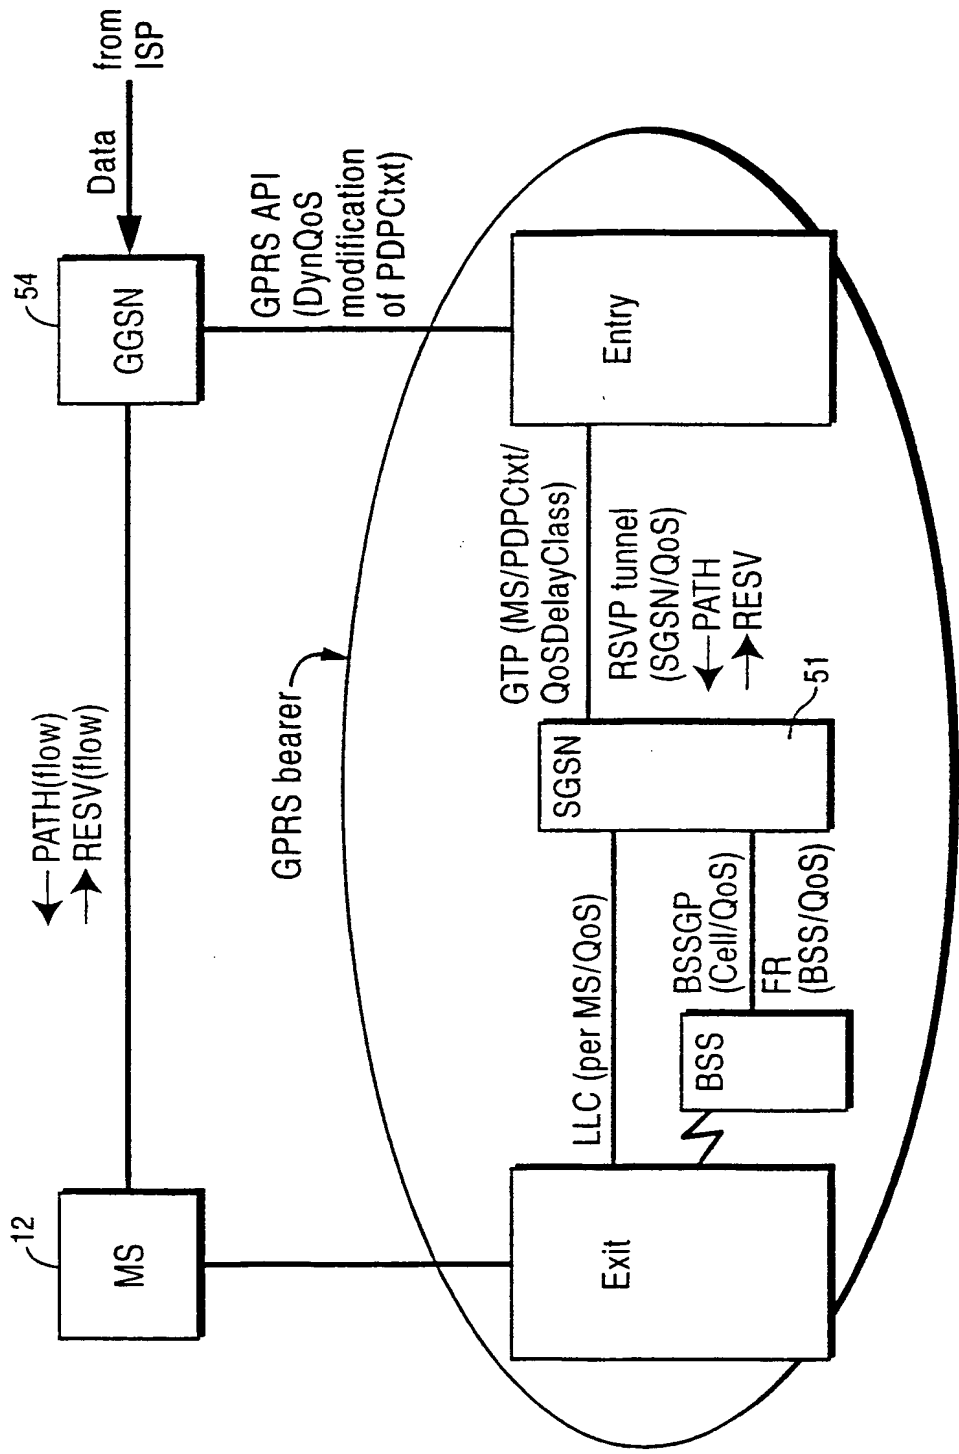 12
MS
←PATH(flow)
→RESV(flow)
54
GGSN
Data
from
ISP
GPRS API
(DynQoS
modification
of PDPCtxt)
GPRS bearer
Exit
LLC (per MS/QoS)
BSS
BSSGP
(Cell/QoS)
FR
(BSS/QoS)
SGSN
51
GTP (MS/PDPCtxt/
QoSDelayClass)
RSVP tunnel
(SGSN/QoS)
←PATH
→RESV
Entry